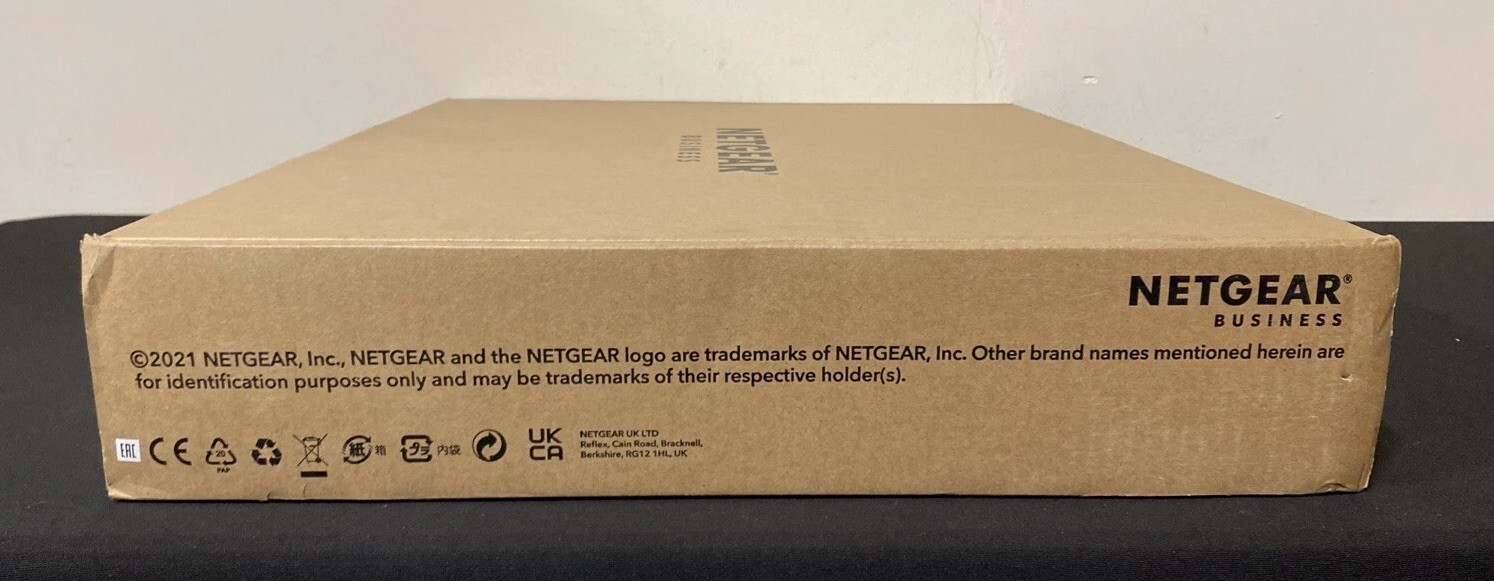 NETGEAR
BUSINESS
NETGEAR®
BUSINESS
©2021 NETGEAR, Inc., NETGEAR and the NETGEAR logo are trademarks of NETGEAR, Inc. Other brand names mentioned herein are
for identification purposes only and may be trademarks of their respective holder(s).
EAC CE 20 PAP 紙 箱 プラ 内袋 UK CA
NETGEAR UK LTD
Reflex, Cain Road, Bracknell,
Berkshire, RG12 1HL, UK